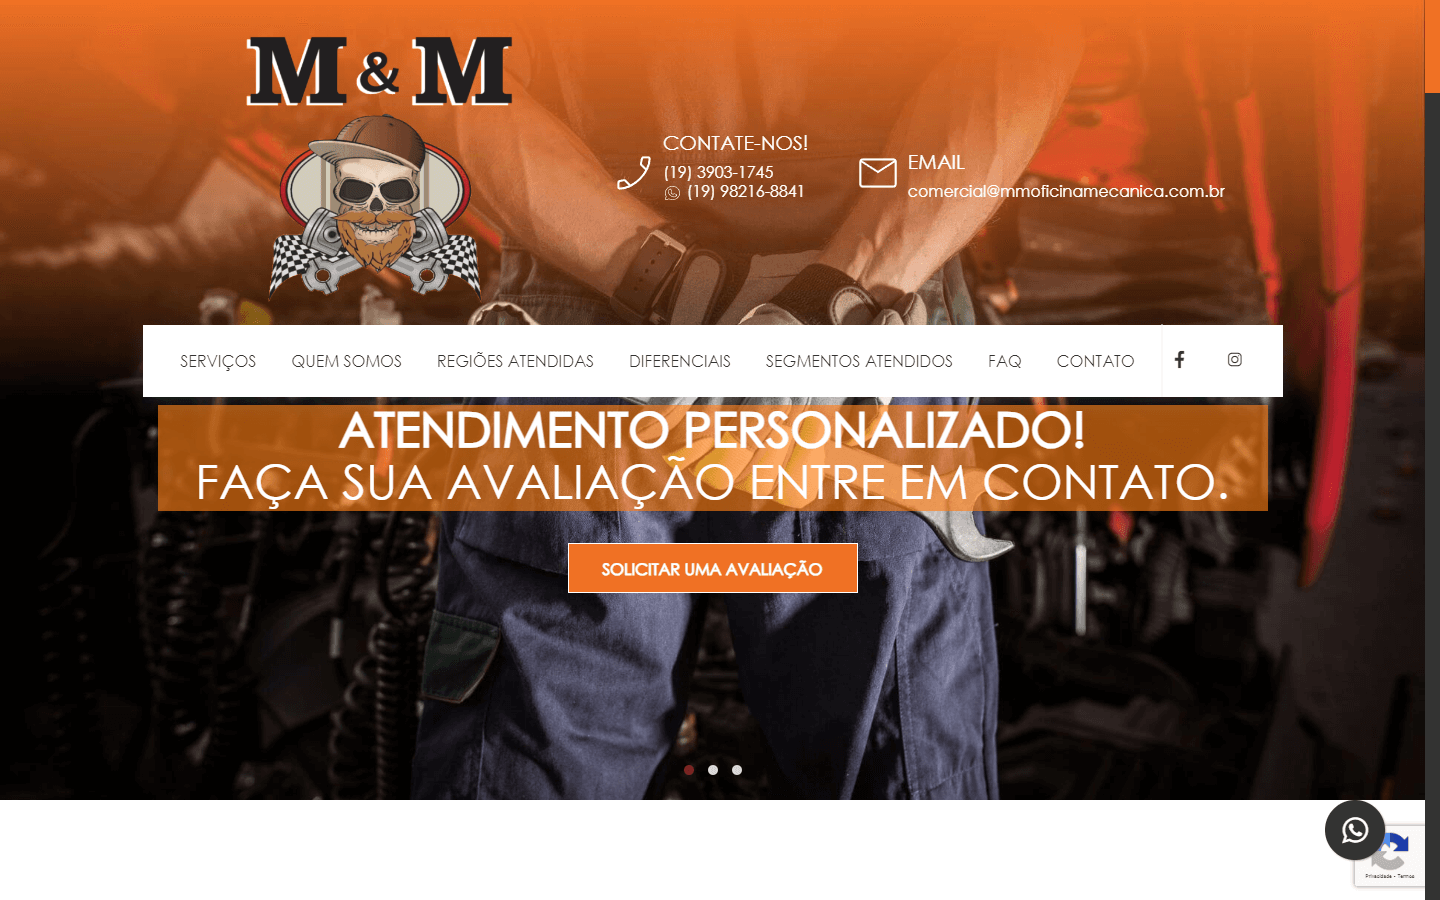 M & M
CONTATE-NOS!
(19) 3903-1745
(19) 98216-8841
EMAIL
comercial@mmoficinamecanica.com.br
SERVIÇOS
QUEM SOMOS
REGIÕES ATENDIDAS
DIFERENCIAIS
SEGMENTOS ATENDIDOS
FAQ
CONTATO
ATENDIMENTO PERSONALIZADO!
FAÇA SUA AVALIAÇÃO ENTRE EM CONTATO.
SOLICITAR UMA AVALIAÇÃO
Privacidade - Termos